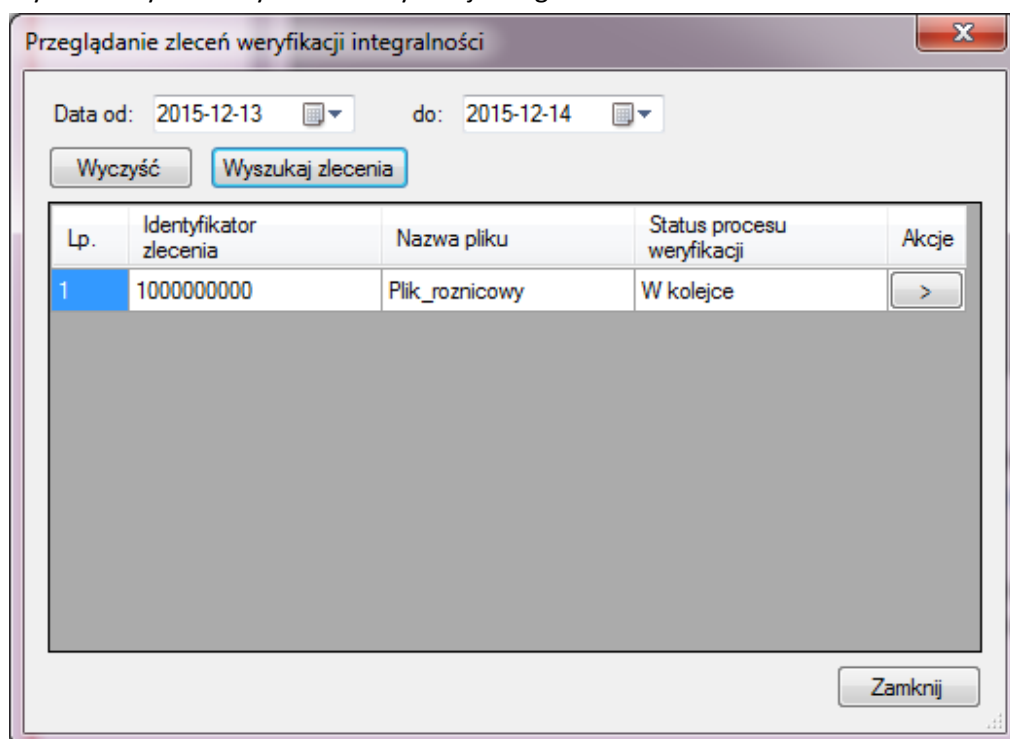 Przeglądanie zleceń weryfikacji integralności
Data od: 2015-12-13 do: 2015-12-14
Wyczyść Wyszukaj zlecenia
Lp. Identyfikator zlecenia Nazwa pliku Status procesu weryfikacji Akcje
1 1000000000 Plik_roznicowy W kolejce >
Zamknij